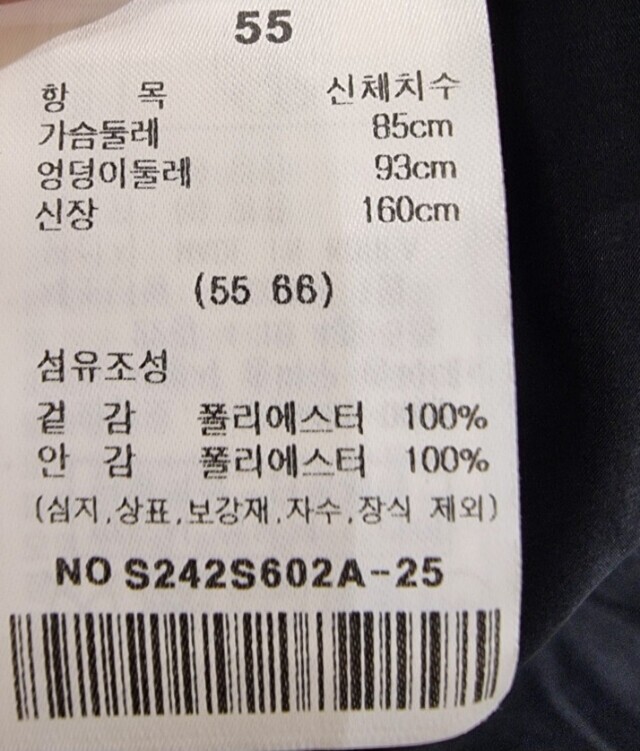 55
항 목 신체치수
가슴둘레 85cm
엉덩이둘레 93cm
신장 160cm
(55 66)
섬유조성
겉 감 폴리에스터 100%
안 감 폴리에스터 100%
(심지,상표,보강재,자수,장식 제외)
NO S242S602A-25